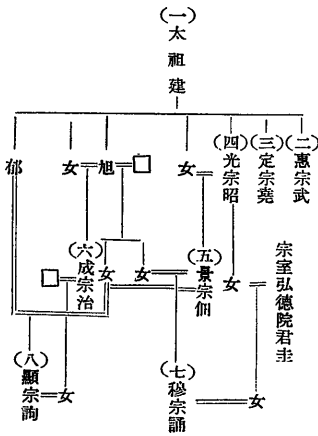 (一)太祖建
(二)惠宗武
(三)定宗堯
(四)光宗昭
女
旭
女
郁
宗室弘德院君圭
(五)景宗伷
女
女
女
(六)成宗治
女
(七)穆宗誦
女
(八)顯宗詢